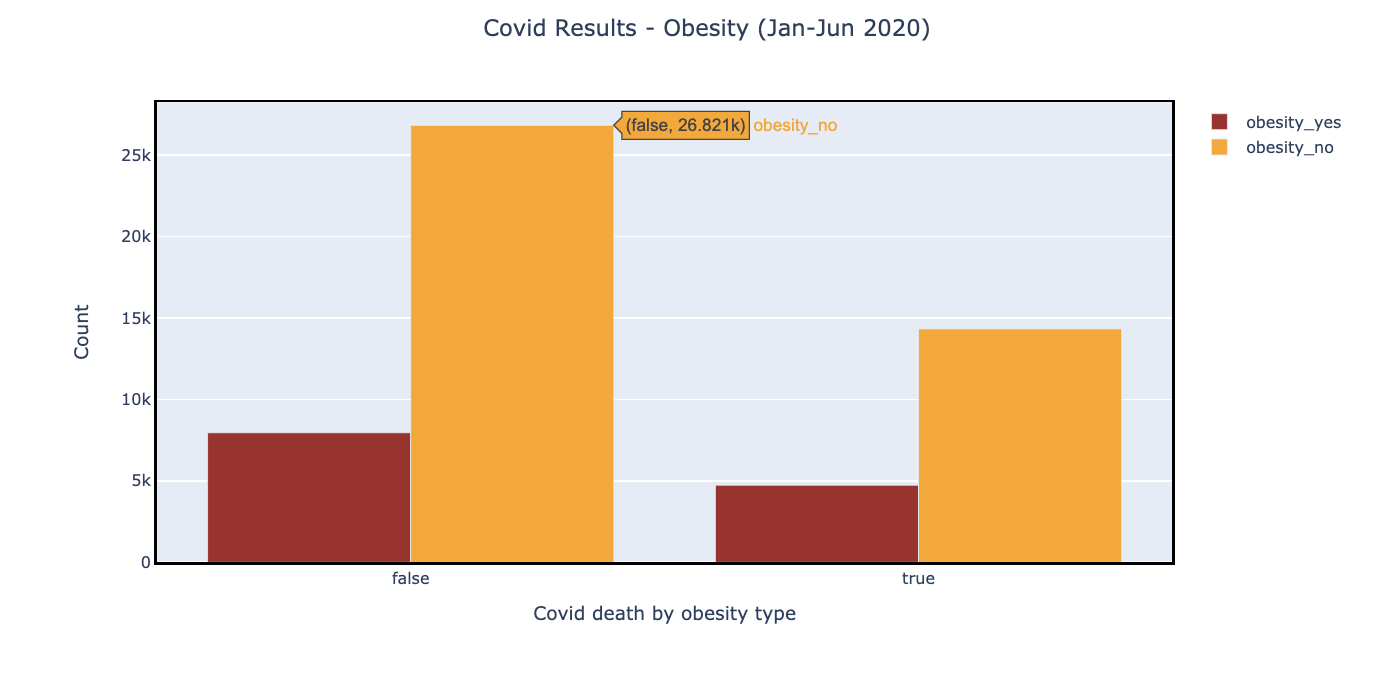 Covid Results - Obesity (Jan-Jun 2020)
(false, 26.821k) obesity_no
obesity_yes
obesity_no
25k
20k
15k
10k
5k
0
Count
false
true
Covid death by obesity type